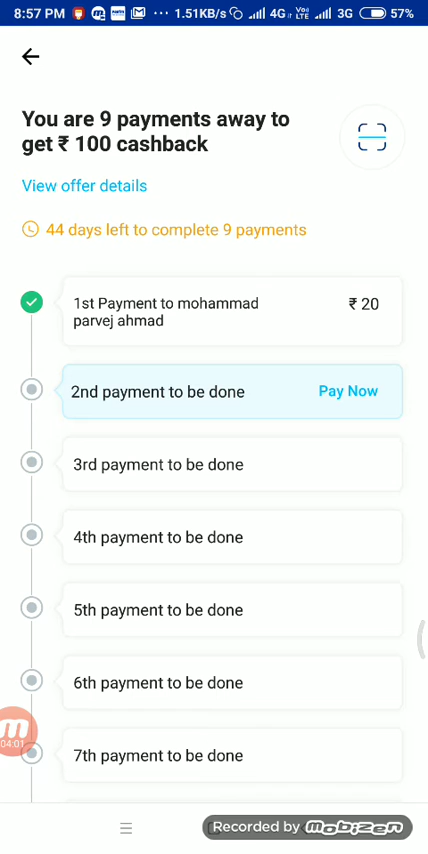 8:57 PM ··· 1.51KB/s 4G Vo) LTE 3G 57%
You are 9 payments away to
get ₹ 100 cashback
View offer details
44 days left to complete 9 payments
1st Payment to mohammad
parvej ahmad
₹ 20
2nd payment to be done
Pay Now
3rd payment to be done
4th payment to be done
5th payment to be done
6th payment to be done
m
04:01
7th payment to be done
Recorded by mobizen